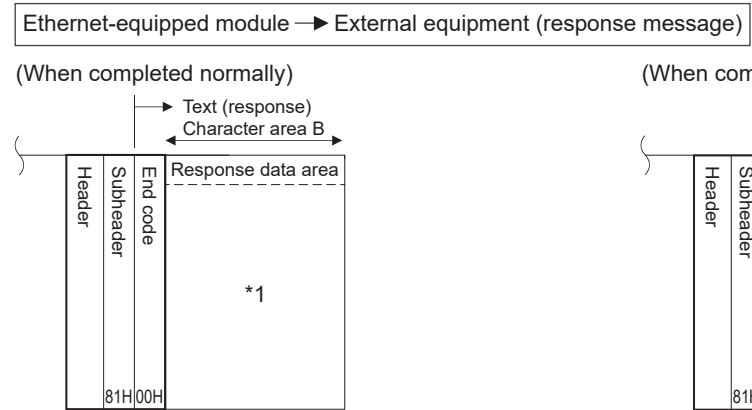 Ethernet-equipped module → External equipment (response message)
(When completed normally)
(When com
Text (response)
Character area B
Header
Subheader
End code
Response data area
*1
81H
00H
Header
Subheader
81H